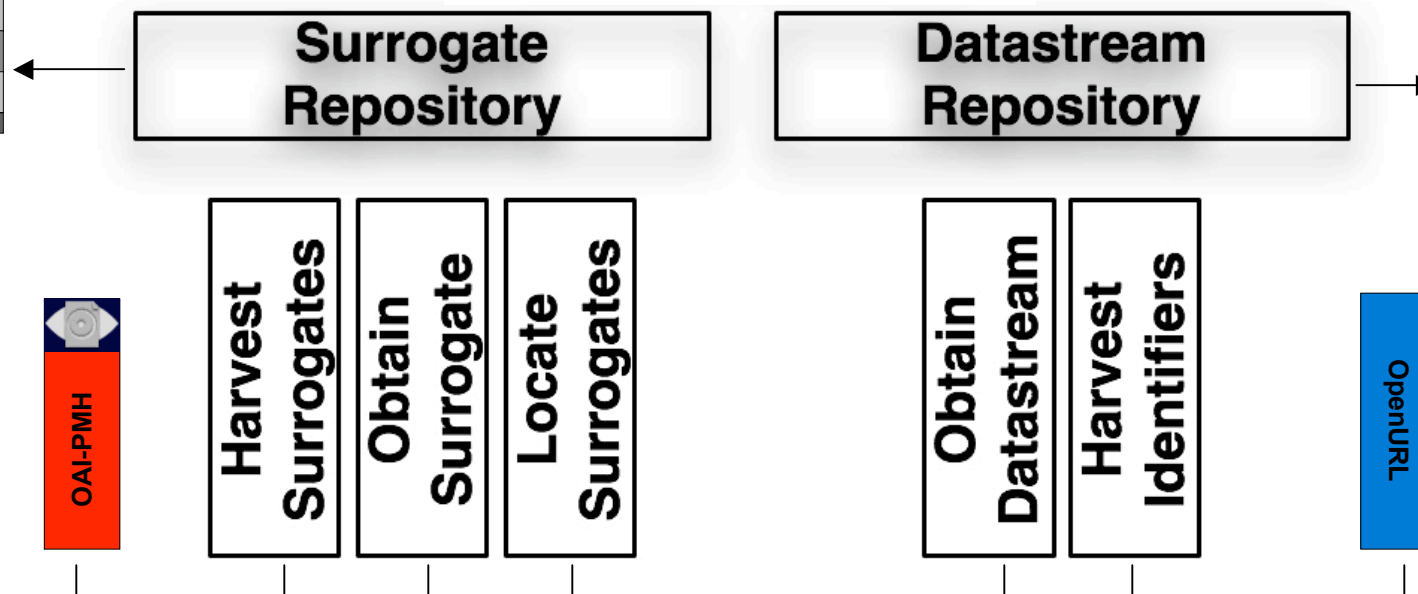 Surrogate
Repository
Datastream
Repository
OAI-PMH
Harvest
Surrogates
Obtain
Surrogate
Locate
Surrogates
Obtain
Datastream
Harvest
Identifiers
OpenURL